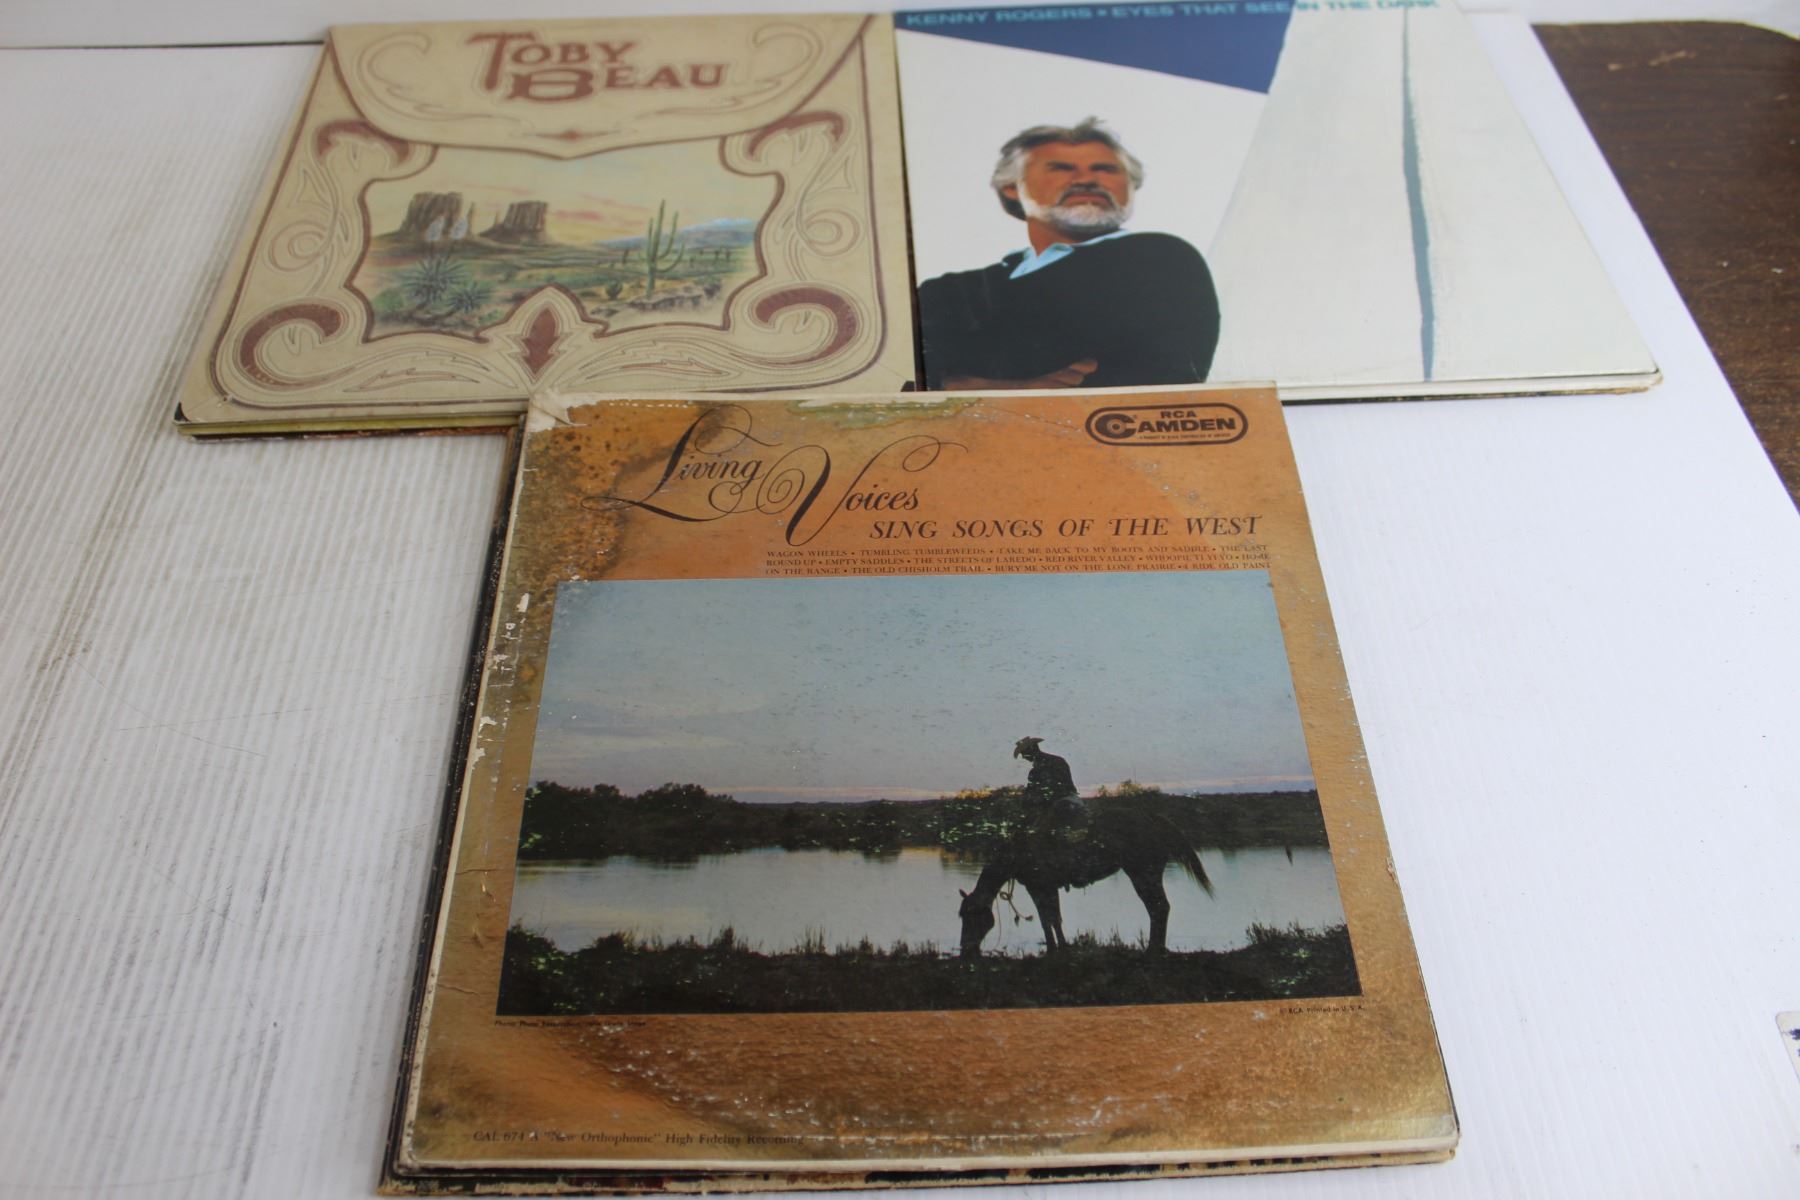 TOBY
BEAU
KENNY ROGERS • EYES THAT SEE IN THE DARK
RCA
CAMDEN
Living
Voices
SING SONGS OF THE WEST
WAGON WHEELS • TUMBLING TUMBLEWEEDS • TAKE ME BACK TO MY BOOTS AND SADDLE • THE LAST
ROUND UP • EMPTY SADDLES • THE STREETS OF LAREDO • RED RIVER VALLEY • WHOOPIE TI YI YO • HOME
ON THE RANGE • THE OLD CHISHOLM TRAIL • BURY ME NOT ON THE LONE PRAIRIE • I RIDE OLD PAINT
© RCA Printed in U.S.A.
CAL 674 A "New Orthophonic" High Fidelity Recording